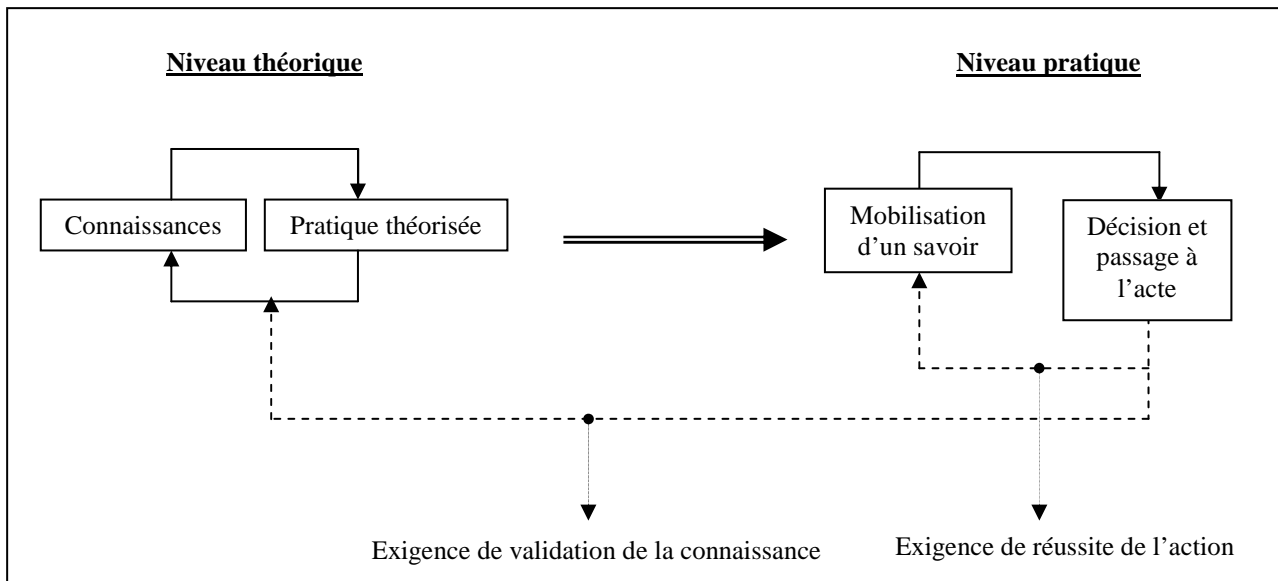 Niveau théorique
Niveau pratique
Connaissances
Pratique théorisée
Mobilisation
d’un savoir
Décision et
passage à
l’acte
Exigence de validation de la connaissance
Exigence de réussite de l’action